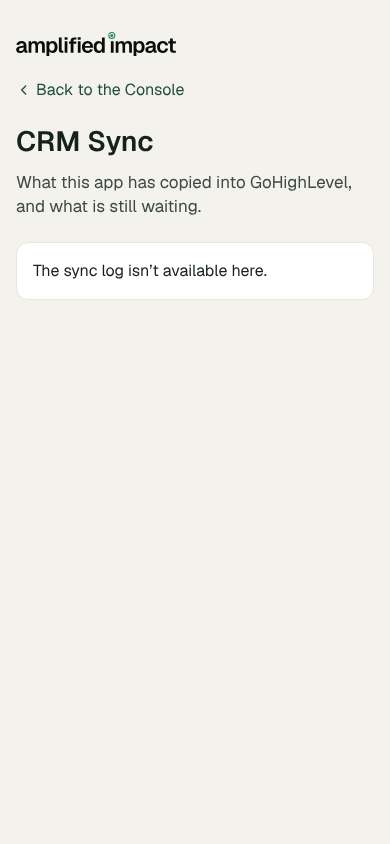 amplified impact
Back to the Console
CRM Sync
What this app has copied into GoHighLevel,
and what is still waiting.
The sync log isn’t available here.